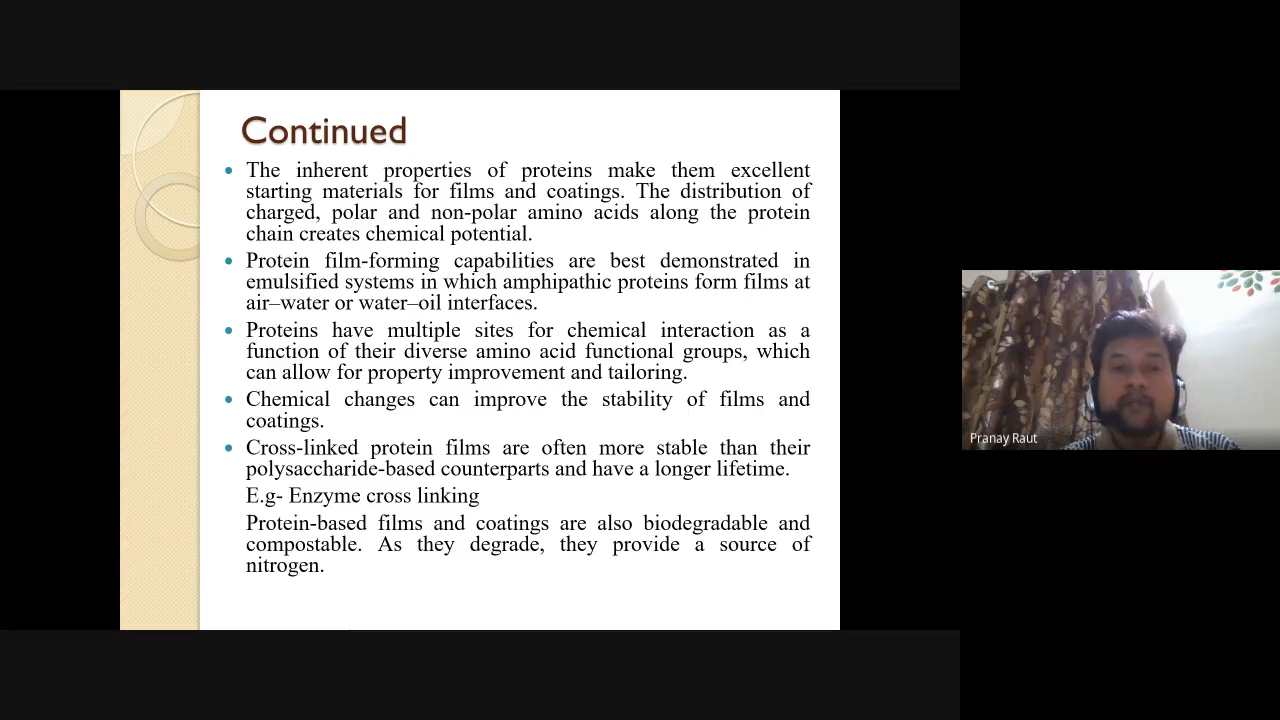 Continued
The inherent properties of proteins make them excellent
starting materials for films and coatings. The distribution of
charged, polar and non-polar amino acids along the protein
chain creates chemical potential.
Protein film-forming capabilities are best demonstrated in
emulsified systems in which amphipathic proteins form films at
air–water or water–oil interfaces.
Proteins have multiple sites for chemical interaction as a
function of their diverse amino acid functional groups, which
can allow for property improvement and tailoring.
Chemical changes can improve the stability of films and
coatings.
Cross-linked protein films are often more stable than their
polysaccharide-based counterparts and have a longer lifetime.
E.g- Enzyme cross linking
Protein-based films and coatings are also biodegradable and
compostable. As they degrade, they provide a source of
nitrogen.
Pranay Raut